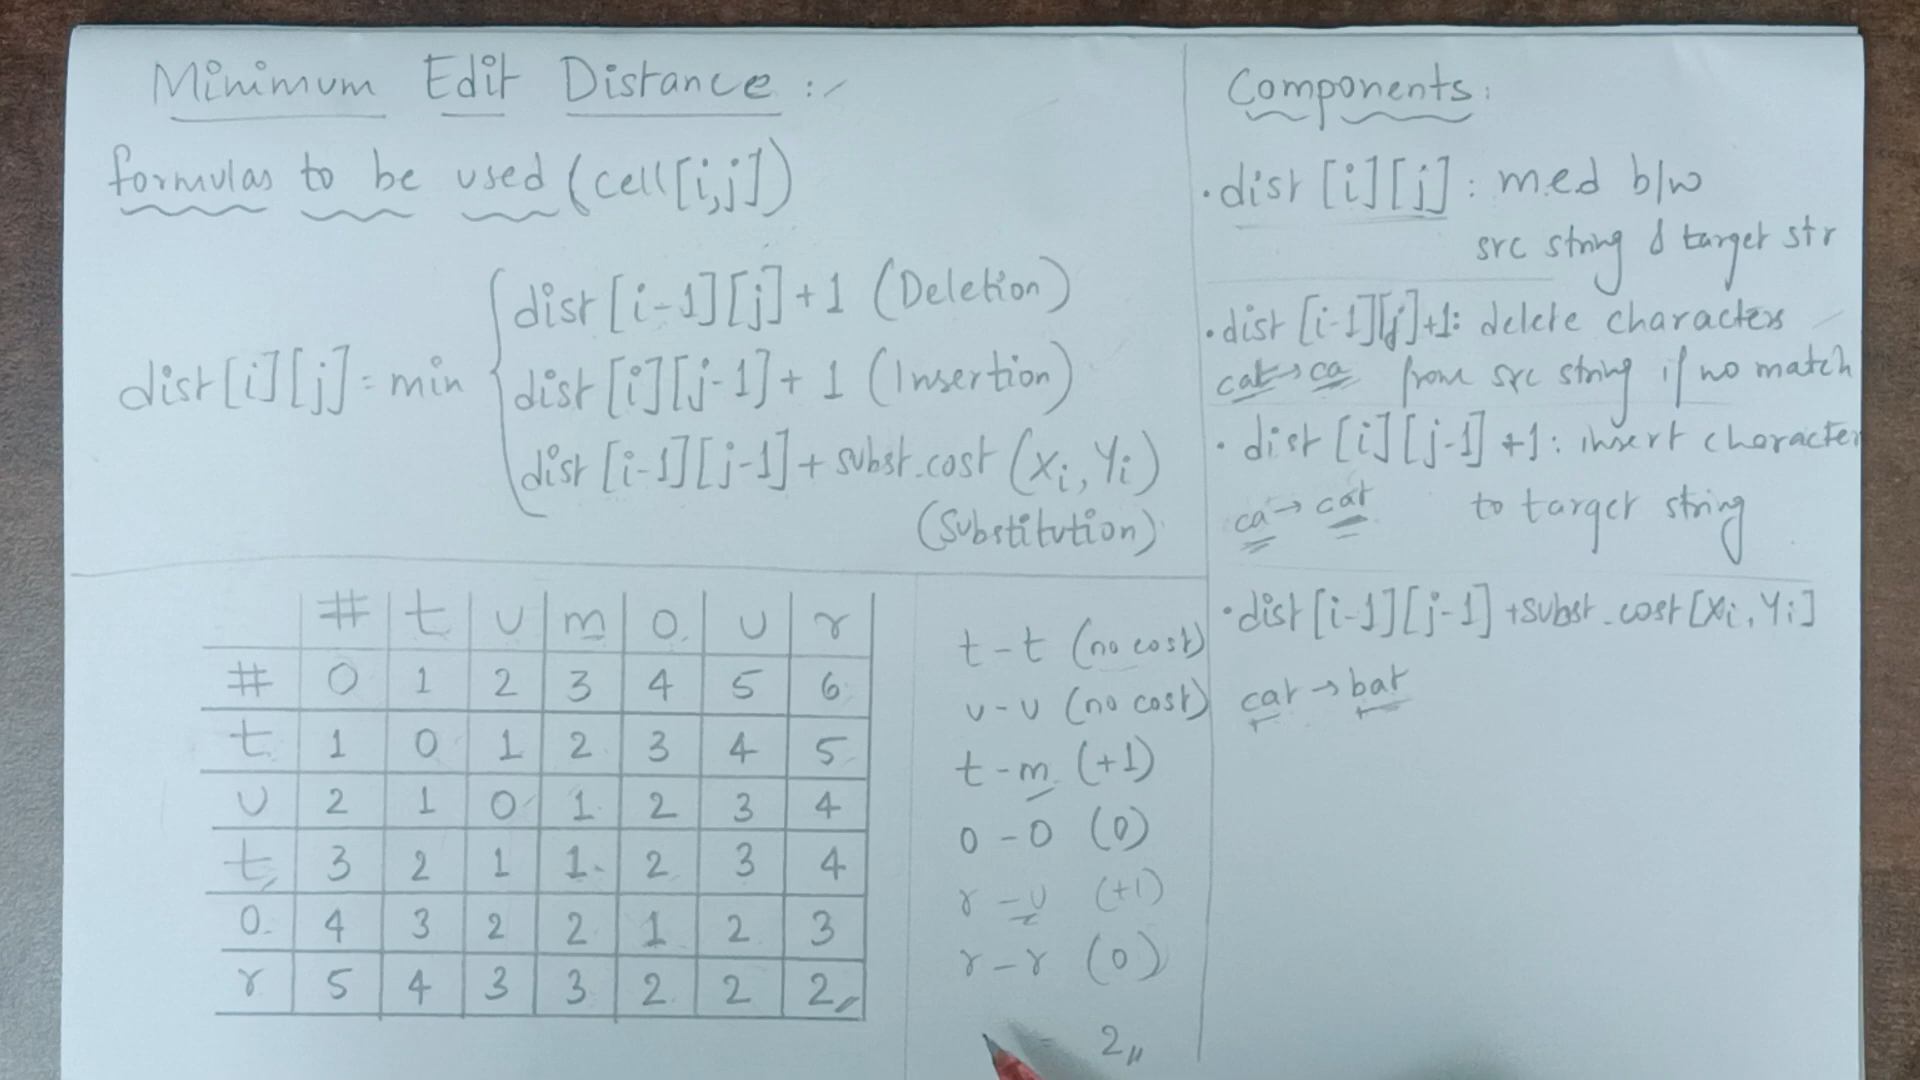 Minimum Edit Distance :-
formulas to be used (cell[i,j])
dist[i][j] = min
dist[i-1][j]+1 (Deletion)
dist[i][j-1]+1 (Insertion)
dist[i-1][j-1]+subst.cost(xi, Yi)
(Substitution)
# t u m o. u r
# 0 1 2 3 4 5 6
t 1 0 1 2 3 4 5
u 2 1 0 1 2 3 4
t 3 2 1 1 2 3 4
o. 4 3 2 2 1 2 3
r 5 4 3 3 2 2 2
t-t (no cost)
u-u (no cost)
t-m (+1)
o-o (0)
r-u (+1)
r-r (0)
2
Components:
•dist[i][j]: med b/w
src string & target str
•dist[i-1][j]+1: delete characters
cat→ca from src string if no match
•dist[i][j-1]+1: insert character
ca→cat to target string
•dist[i-1][j-1]+subst.cost[xi, Yi]
cat→bat